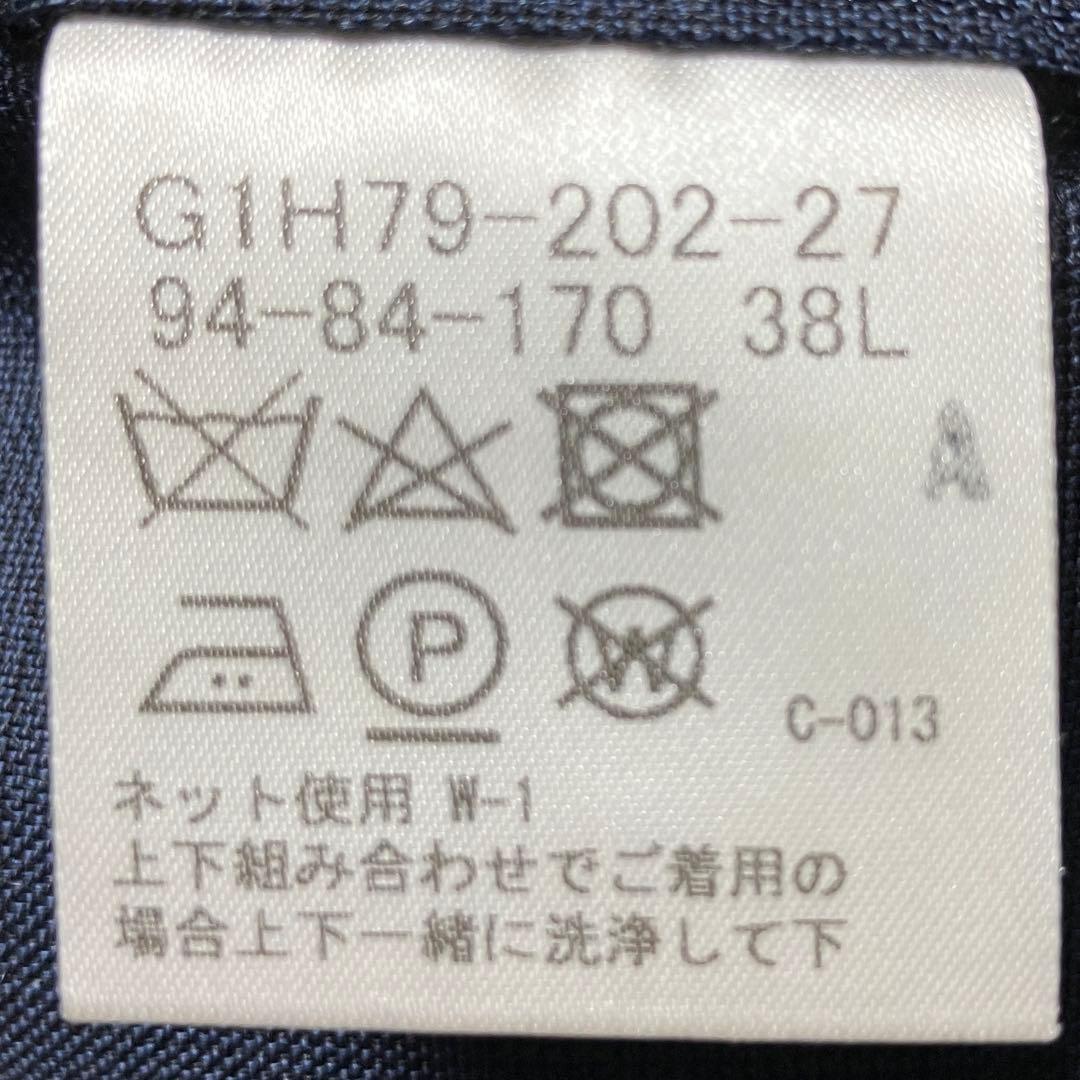 G1H79-202-27
94-84-170 38L
A
P
W
C-013
ネット使用 W-1
上下組み合わせでご着用の
場合上下一緒に洗浄して下